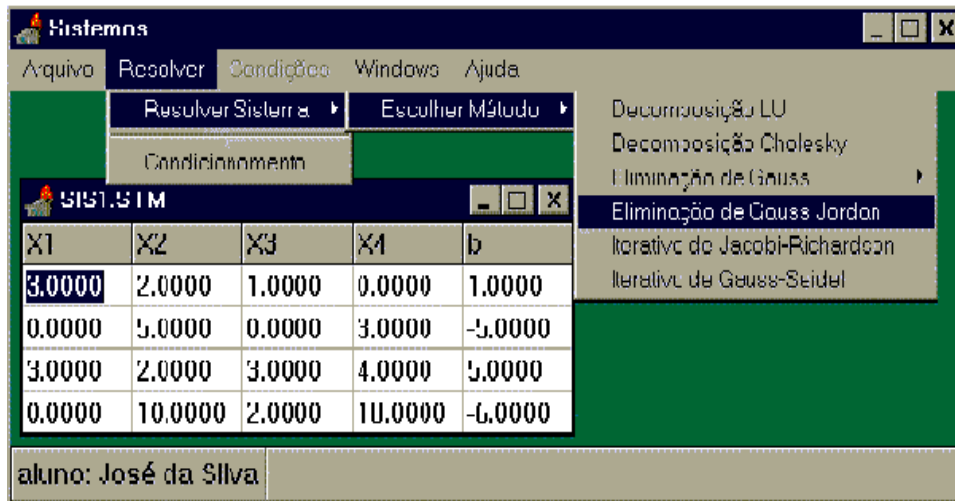 Sistemas
Arquivo Resolver Condições Windows Ajuda
Resolver Sistema Escolher Método Decomposição LU
Decomposição Cholesky
Condicionamento Eliminação de Gauss
SIS1.STM Eliminação de Gauss Jordan
X1 X2 X3 X4 b Iterativo de Jacobi-Richardson
Iterativo de Gauss-Seidel
3.0000 2.0000 1.0000 0.0000 1.0000
0.0000 5.0000 0.0000 3.0000 -5.0000
3.0000 2.0000 3.0000 4.0000 5.0000
0.0000 10.0000 2.0000 10.0000 -6.0000
aluno: José da Silva